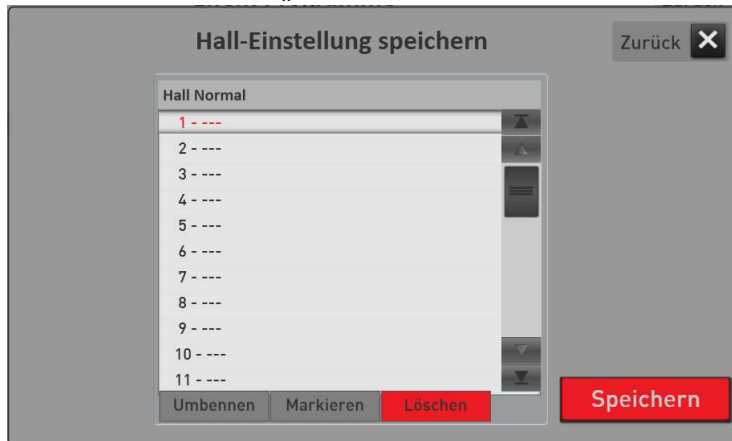 Hall-Einstellung speichern
Zurück
Hall Normal
1 - ---
2 - ---
3 - ---
4 - ---
5 - ---
6 - ---
7 - ---
8 - ---
9 - ---
10 - ---
11 - ---
Umbennen Markieren Löschen
Speichern